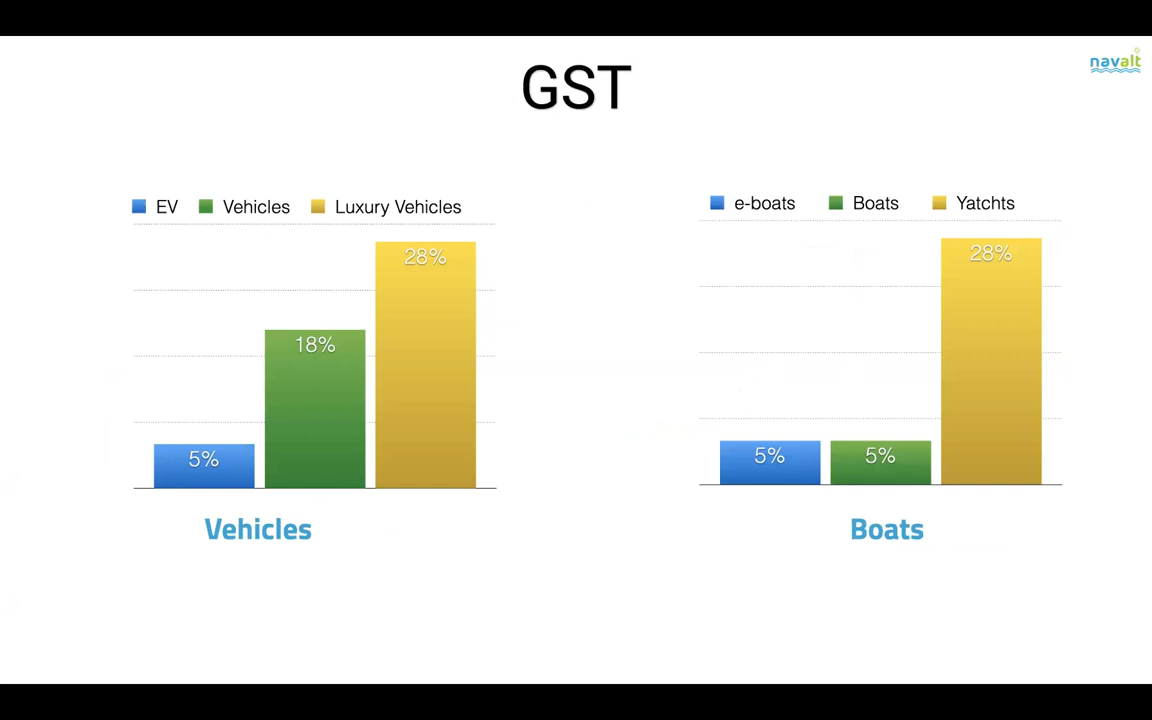 GST
navalt
EV Vehicles Luxury Vehicles
28%
18%
5%
Vehicles
e-boats Boats Yatchts
28%
5% 5%
Boats